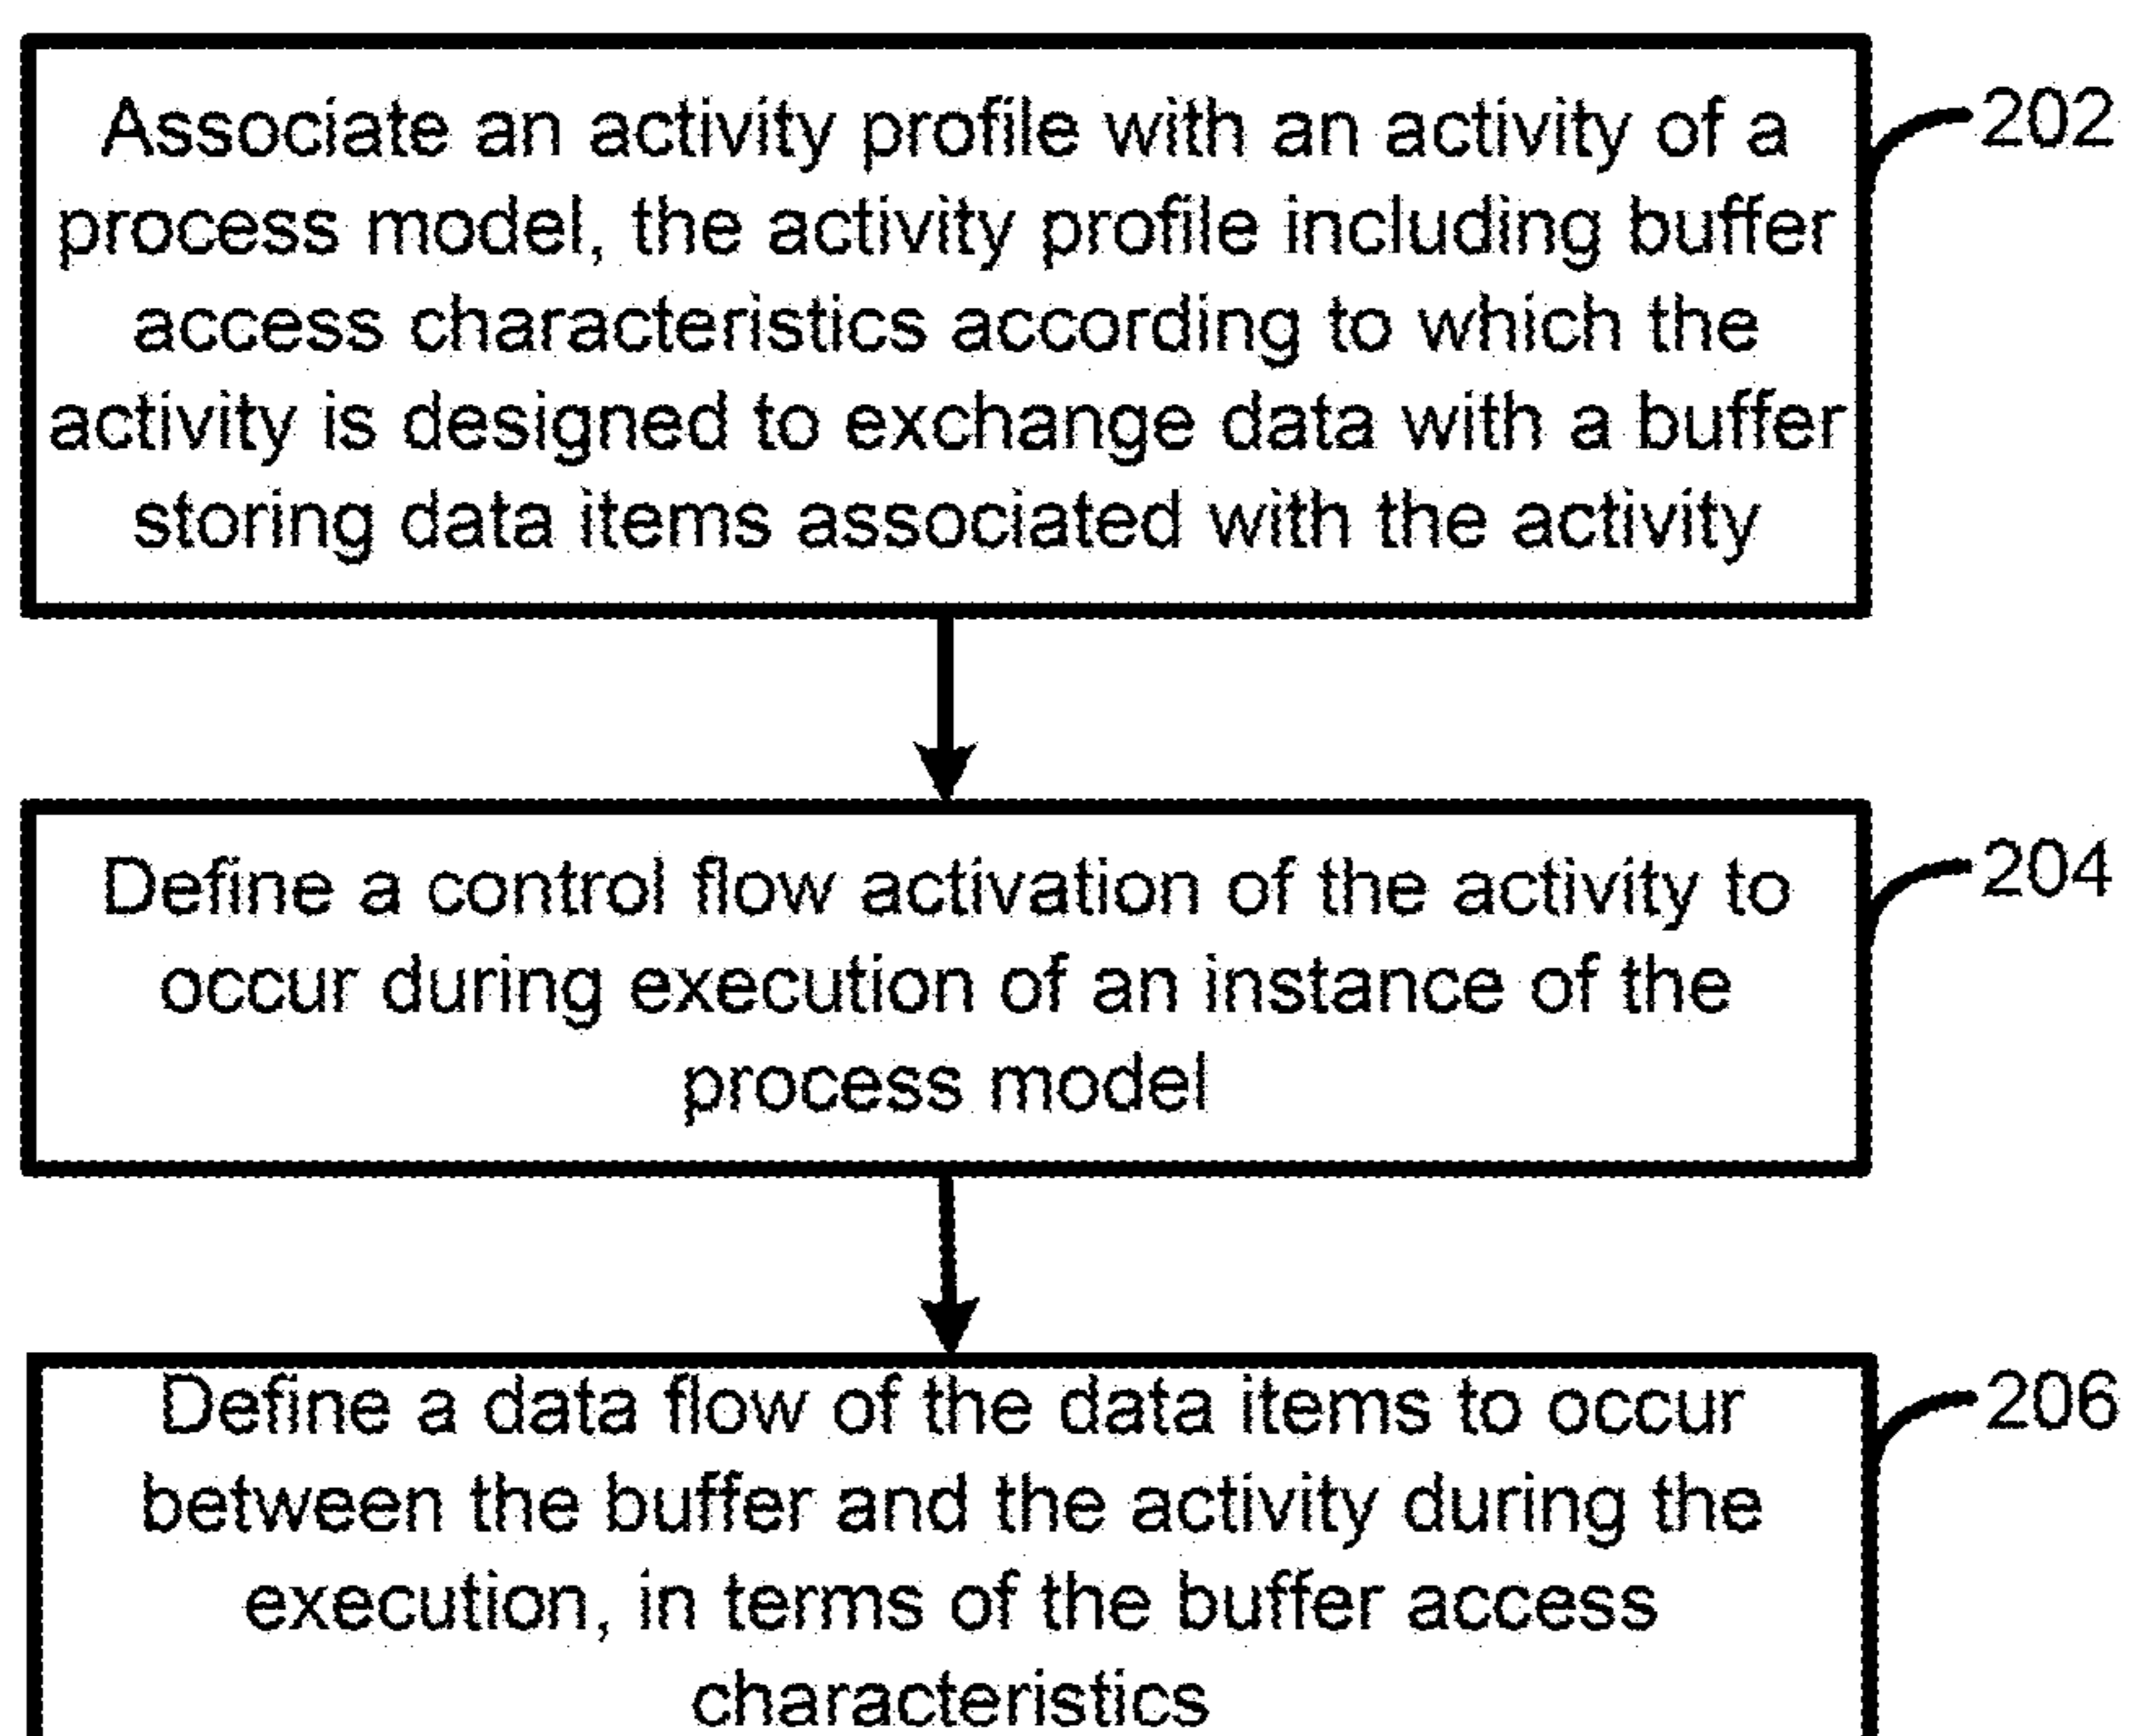 Associate an activity profile with an activity of a
process model, the activity profile including buffer
access characteristics according to which the
activity is designed to exchange data with a buffer
storing data items associated with the activity
202
Define a control flow activation of the activity to
occur during execution of an instance of the
process model
204
Define a data flow of the data items to occur
between the buffer and the activity during the
execution, in terms of the buffer access
characteristics
206